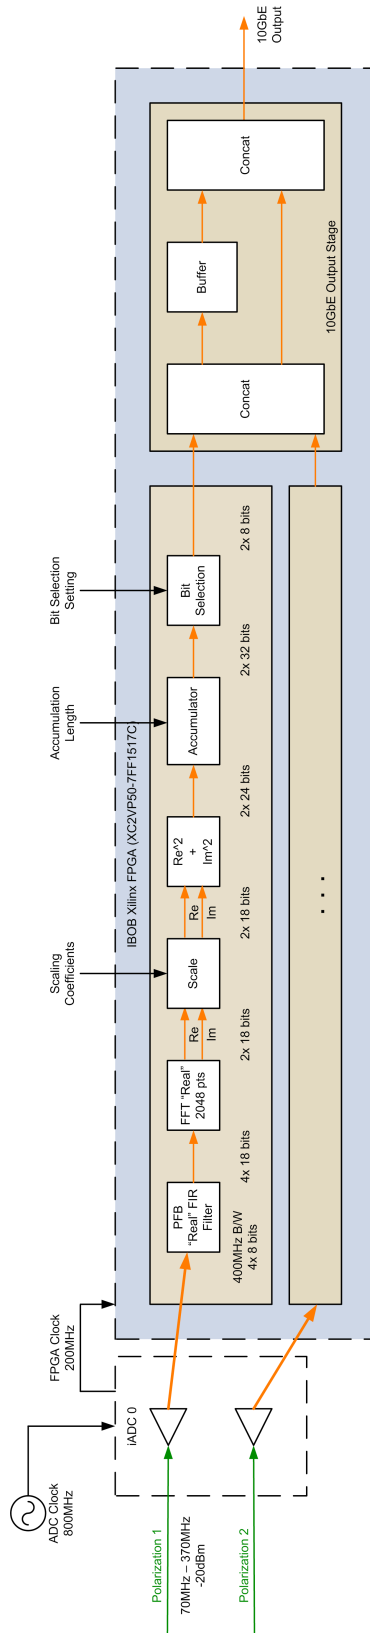 ADC Clock
800MHz
Polarization 1
70MHz – 370MHz
-20dBm
Polarization 2
iADC 0
FPGA Clock
200MHz
IBOB Xilinx FPGA (XC2VP50-7FF1517C)
400MHz B/W
4x 8 bits
PFB
“Real” FIR
Filter
4x 18 bits
FFT “Real”
2048 pts
Re
Im
2x 18 bits
Scaling
Coefficients
Scale
Re
Im
2x 18 bits
Re^2
+
Im^2
2x 24 bits
Accumulation
Length
Accumulator
2x 32 bits
Bit Selection
Setting
Bit
Selection
2x 8 bits
. . .
Concat
Buffer
Concat
10GbE Output Stage
10GbE
Output